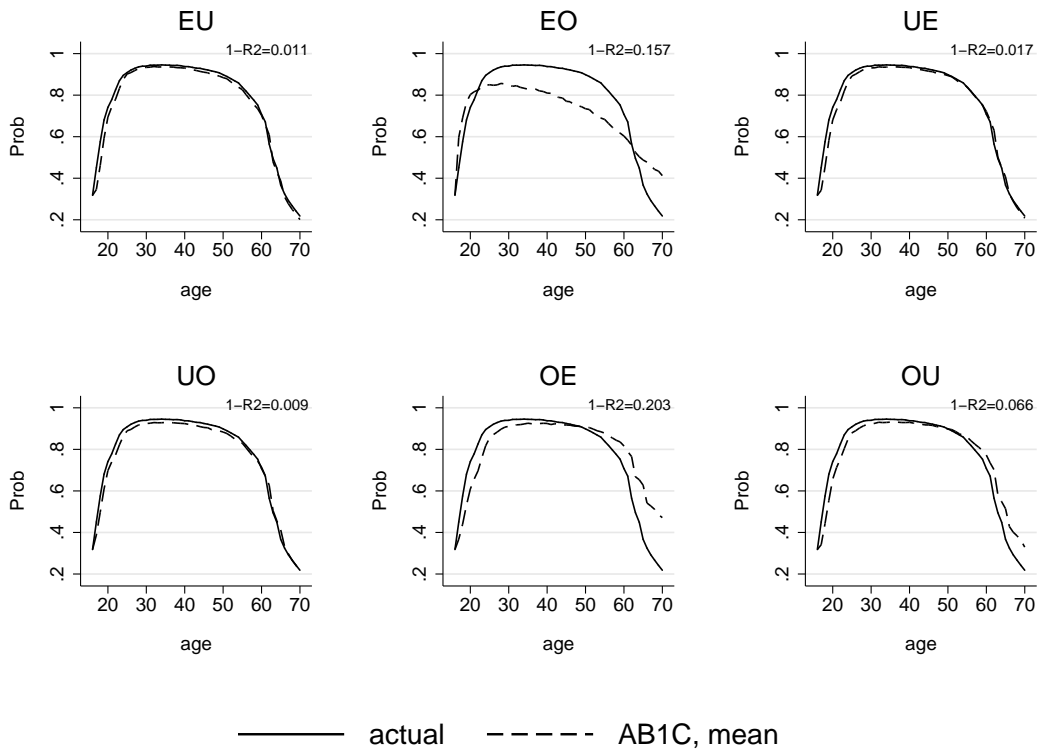 EU
1−R2=0.011
Prob
.2 .4 .6 .8 1
20 30 40 50 60 70
age
EO
1−R2=0.157
Prob
.2 .4 .6 .8 1
20 30 40 50 60 70
age
UE
1−R2=0.017
Prob
.2 .4 .6 .8 1
20 30 40 50 60 70
age
UO
1−R2=0.009
Prob
.2 .4 .6 .8 1
20 30 40 50 60 70
age
OE
1−R2=0.203
Prob
.2 .4 .6 .8 1
20 30 40 50 60 70
age
OU
1−R2=0.066
Prob
.2 .4 .6 .8 1
20 30 40 50 60 70
age
actual
AB1C, mean